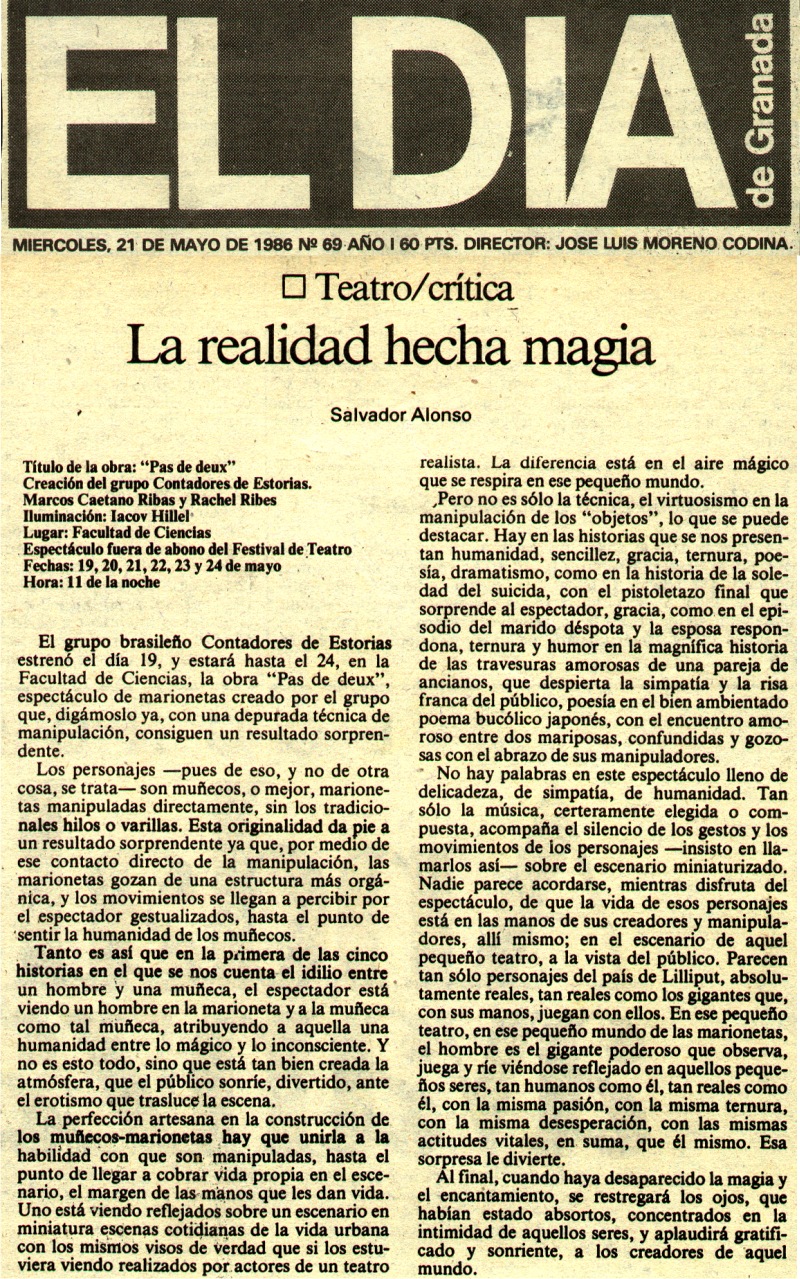 EL DIA
de Granada
MIERCOLES, 21 DE MAYO DE 1986 Nº 69 AÑO I 60 PTS. DIRECTOR: JOSE LUIS MORENO CODINA.
Teatro/crítica
La realidad hecha magia
Salvador Alonso
Título de la obra: “Pas de deux”
Creación del grupo Contadores de Estorias.
Marcos Caetano Ribas y Rachel Ribes
Iluminación: Iacov Hillel
Lugar: Facultad de Ciencias
Espectáculo fuera de abono del Festival de Teatro
Fechas: 19, 20, 21, 22, 23 y 24 de mayo
Hora: 11 de la noche
El grupo brasileño Contadores de Estorias
estrenó el día 19, y estará hasta el 24, en la
Facultad de Ciencias, la obra “Pas de deux”,
espectáculo de marionetas creado por el grupo
que, digámoslo ya, con una depurada técnica de
manipulación, consiguen un resultado sorpren-
dente.
Los personajes —pues de eso, y no de otra
cosa, se trata— son muñecos, o mejor, marione-
tas manipuladas directamente, sin los tradicio-
nales hilos o varillas. Esta originalidad da pie a
un resultado sorprendente ya que, por medio de
ese contacto directo de la manipulación, las
marionetas gozan de una estructura más orgá-
nica, y los movimientos se llegan a percibir por
el espectador gestualizados, hasta el punto de
sentir la humanidad de los muñecos.
Tanto es así que en la primera de las cinco
historias en el que se nos cuenta el idilio entre
un hombre y una muñeca, el espectador está
viendo un hombre en la marioneta y a la muñeca
como tal muñeca, atribuyendo a aquella una
humanidad entre lo mágico y lo inconsciente. Y
no es esto todo, sino que está tan bien creada la
atmósfera, que el público sonríe, divertido, ante
el erotismo que trasluce la escena.
La perfección artesana en la construcción de
los muñecos-marionetas hay que unirla a la
habilidad con que son manipuladas, hasta el
punto de llegar a cobrar vida propia en el esce-
nario, el margen de las manos que les dan vida.
Uno está viendo reflejados sobre un escenario en
miniatura escenas cotidianas de la vida urbana
con los mismos visos de verdad que si los estu-
viera viendo realizados por actores de un teatro
realista. La diferencia está en el aire mágico
que se respira en ese pequeño mundo.
Pero no es sólo la técnica, el virtuosismo en la
manipulación de los “objetos”, lo que se puede
destacar. Hay en las historias que se nos presen-
tan humanidad, sencillez, gracia, ternura, poe-
sía, dramatismo, como en la historia de la sole-
dad del suicida, con el pistoletazo final que
sorprende al espectador, gracia, como en el epi-
sodio del marido déspota y la esposa respon-
dona, ternura y humor en la magnífica historia
de las travesuras amorosas de una pareja de
ancianos, que despierta la simpatía y la risa
franca del público, poesía en el bien ambientado
poema bucólico japonés, con el encuentro amo-
roso entre dos mariposas, confundidas y gozo-
sas con el abrazo de sus manipuladores.
No hay palabras en este espectáculo lleno de
delicadeza, de simpatía, de humanidad. Tan
sólo la música, certeramente elegida o com-
puesta, acompaña el silencio de los gestos y los
movimientos de los personajes —insisto en lla-
marlos así— sobre el escenario miniaturizado.
Nadie parece acordarse, mientras disfruta del
espectáculo, de que la vida de esos personajes
está en las manos de sus creadores y manipula-
dores, allí mismo; en el escenario de aquel
pequeño teatro, a la vista del público. Parecen
tan sólo personajes del país de Lilliput, absolu-
tamente reales, tan reales como los gigantes que,
con sus manos, juegan con ellos. En ese pequeño
teatro, en ese pequeño mundo de las marionetas,
el hombre es el gigante poderoso que observa,
juega y ríe viéndose reflejado en aquellos peque-
ños seres, tan humanos como él, tan reales como
él, con la misma pasión, con la misma ternura,
con la misma desesperación, con las mismas
actitudes vitales, en suma, que él mismo. Esa
sorpresa le divierte.
Al final, cuando haya desaparecido la magia y
el encantamiento, se restregará los ojos, que
habían estado absortos, concentrados en la
intimidad de aquellos seres, y aplaudirá gratifi-
cado y sonriente, a los creadores de aquel
mundo.